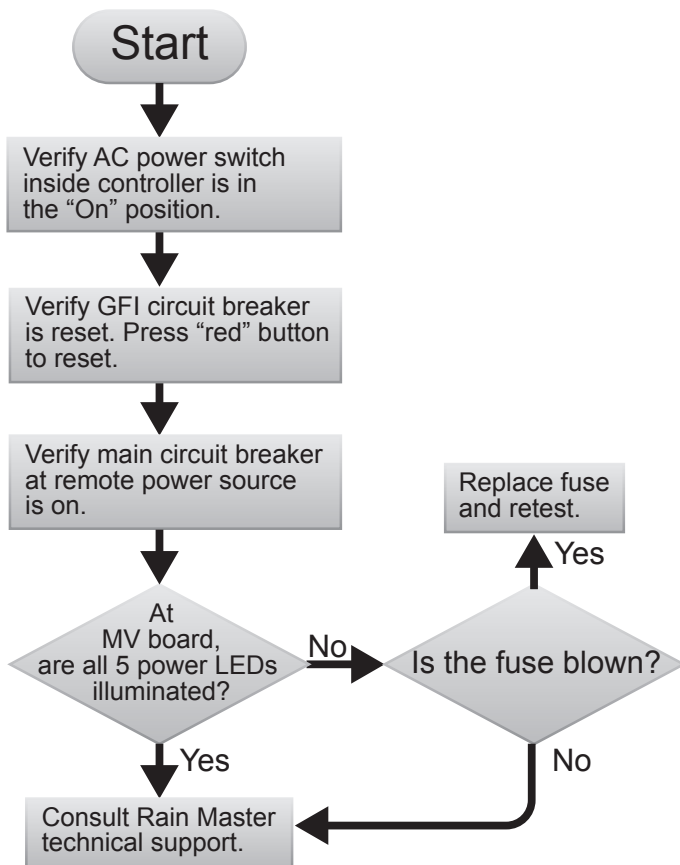 Start
Verify AC power switch
inside controller is in
the “On” position.
Verify GFI circuit breaker
is reset. Press “red” button
to reset.
Verify main circuit breaker
at remote power source
is on.
At
MV board,
are all 5 power LEDs
illuminated?
No
Is the fuse blown?
Yes
Replace fuse
and retest.
Yes
No
Consult Rain Master
technical support.